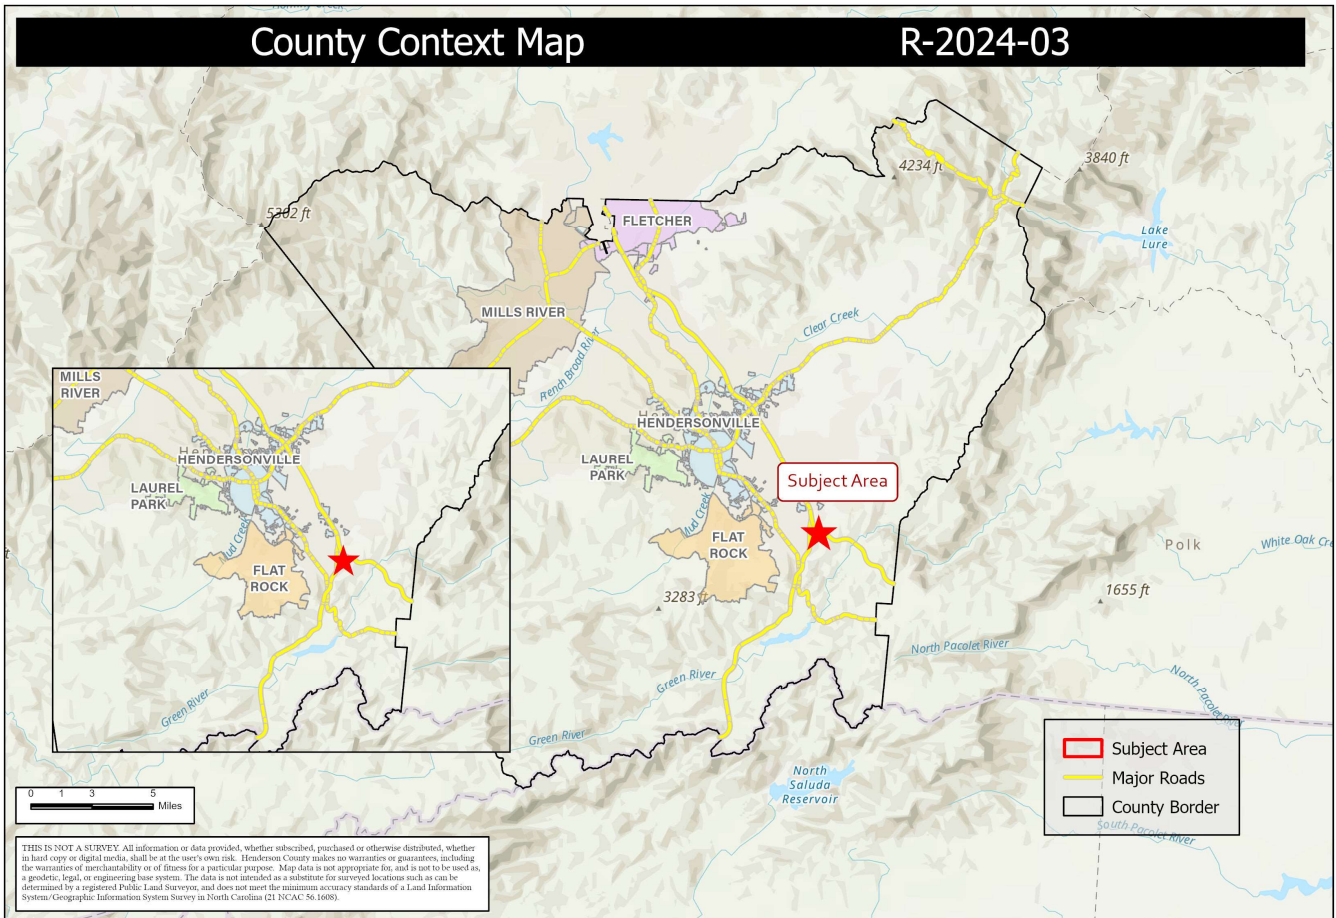 County Context Map
R-2024-03
4234 ft
3840 ft
5302 ft
FLETCHER
Lake
Lure
MILLS RIVER
Clear Creek
French Broad River
HENDERSONVILLE
LAUREL
PARK
Subject Area
Mud Creek
FLAT
ROCK
Polk
White Oak Cre
3283 ft
1655 ft
North Pacolet River
North Pacolet River
Green River
Green River
North
Saluda
Reservoir
South Pacolet River
MILLS
RIVER
HENDERSONVILLE
LAUREL
PARK
Mud Creek
FLAT
ROCK
Green River
Subject Area
Major Roads
County Border
0 1 3 5
Miles
THIS IS NOT A SURVEY. All information or data provided, whether subscribed, purchased or otherwise distributed, whether
in hard copy or digital media, shall be at the user's own risk. Henderson County makes no warranties or guarantees, including
the warranties of merchantability or of fitness for a particular purpose. Map data is not appropriate for, and is not to be used as,
a geodetic, legal, or engineering base system. The data is not intended as a substitute for surveyed locations such as can be
determined by a registered Public Land Surveyor, and does not meet the minimum accuracy standards of a Land Information
System/Geographic Information System Survey in North Carolina (21 NCAC 56.1608).